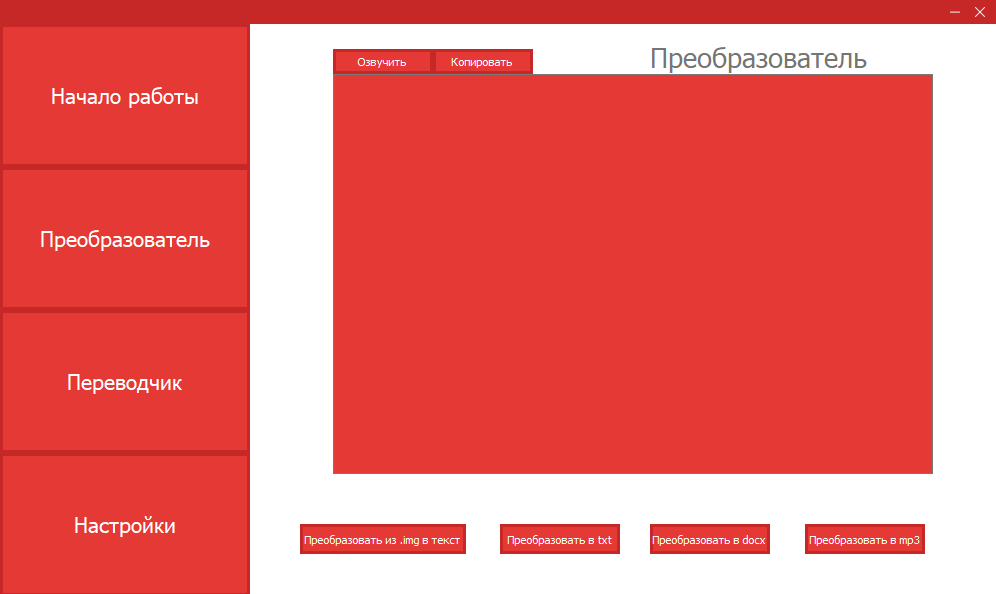 Начало работы
Преобразователь
Переводчик
Настройки
Озвучить
Копировать
Преобразователь
Преобразовать из .img в текст
Преобразовать в txt
Преобразовать в docx
Преобразовать в mp3